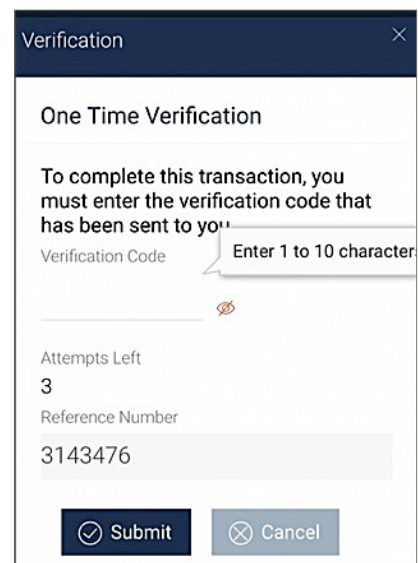 Verification
One Time Verification
To complete this transaction, you
must enter the verification code that
has been sent to you
Verification Code
Enter 1 to 10 character
Attempts Left
3
Reference Number
3143476
Submit
Cancel